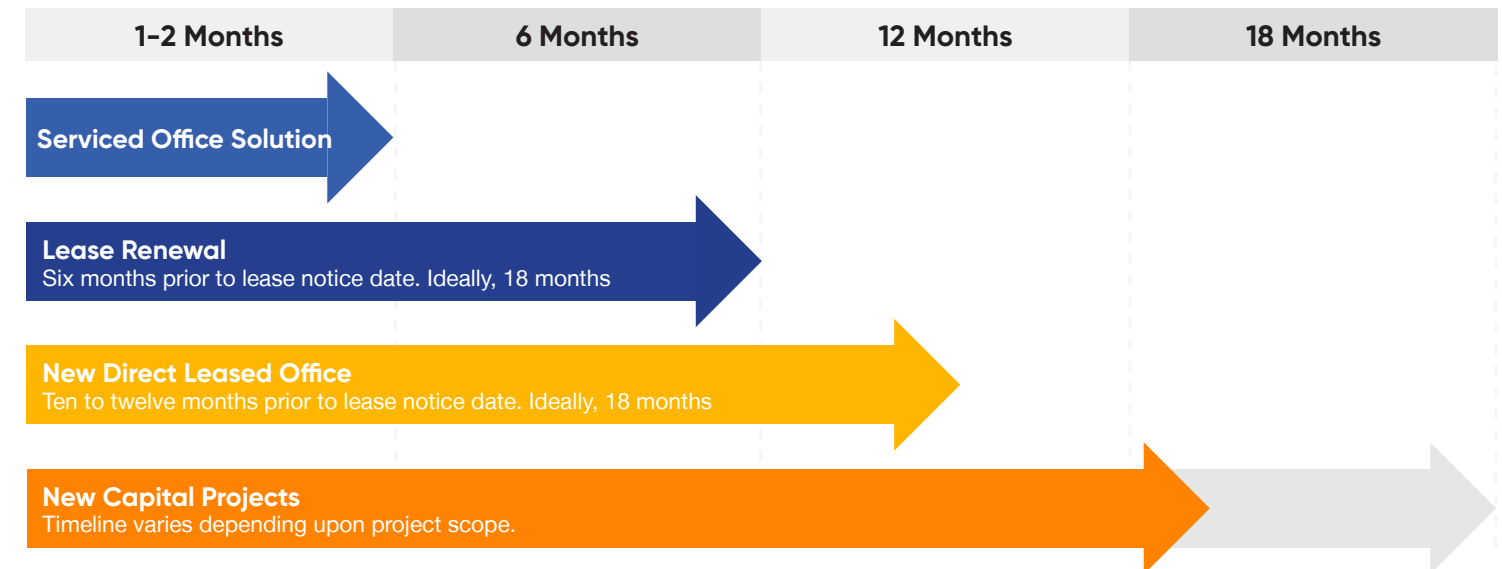 1-2 Months
6 Months
12 Months
18 Months
Serviced Office Solution
Lease Renewal
Six months prior to lease notice date. Ideally, 18 months
New Direct Leased Office
Ten to twelve months prior to lease notice date. Ideally, 18 months
New Capital Projects
Timeline varies depending upon project scope.